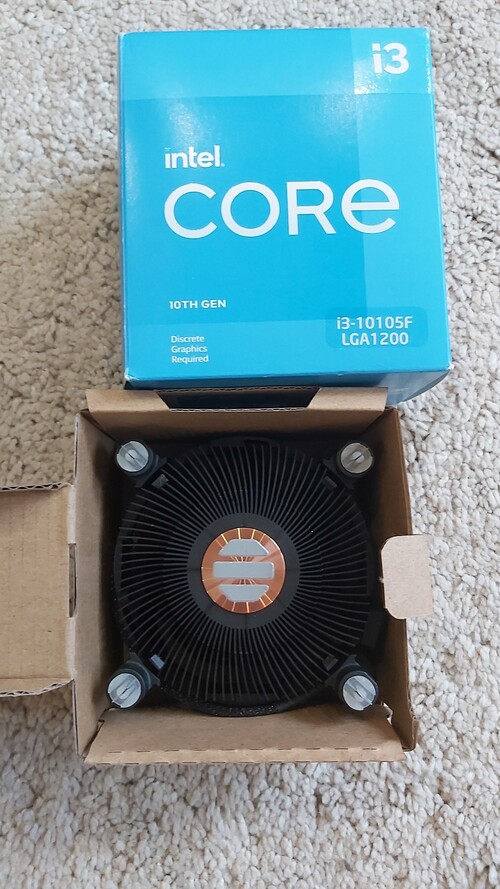 i3
intel.
CORE
10TH GEN
i3-10105F
LGA1200
Discrete
Graphics
Required